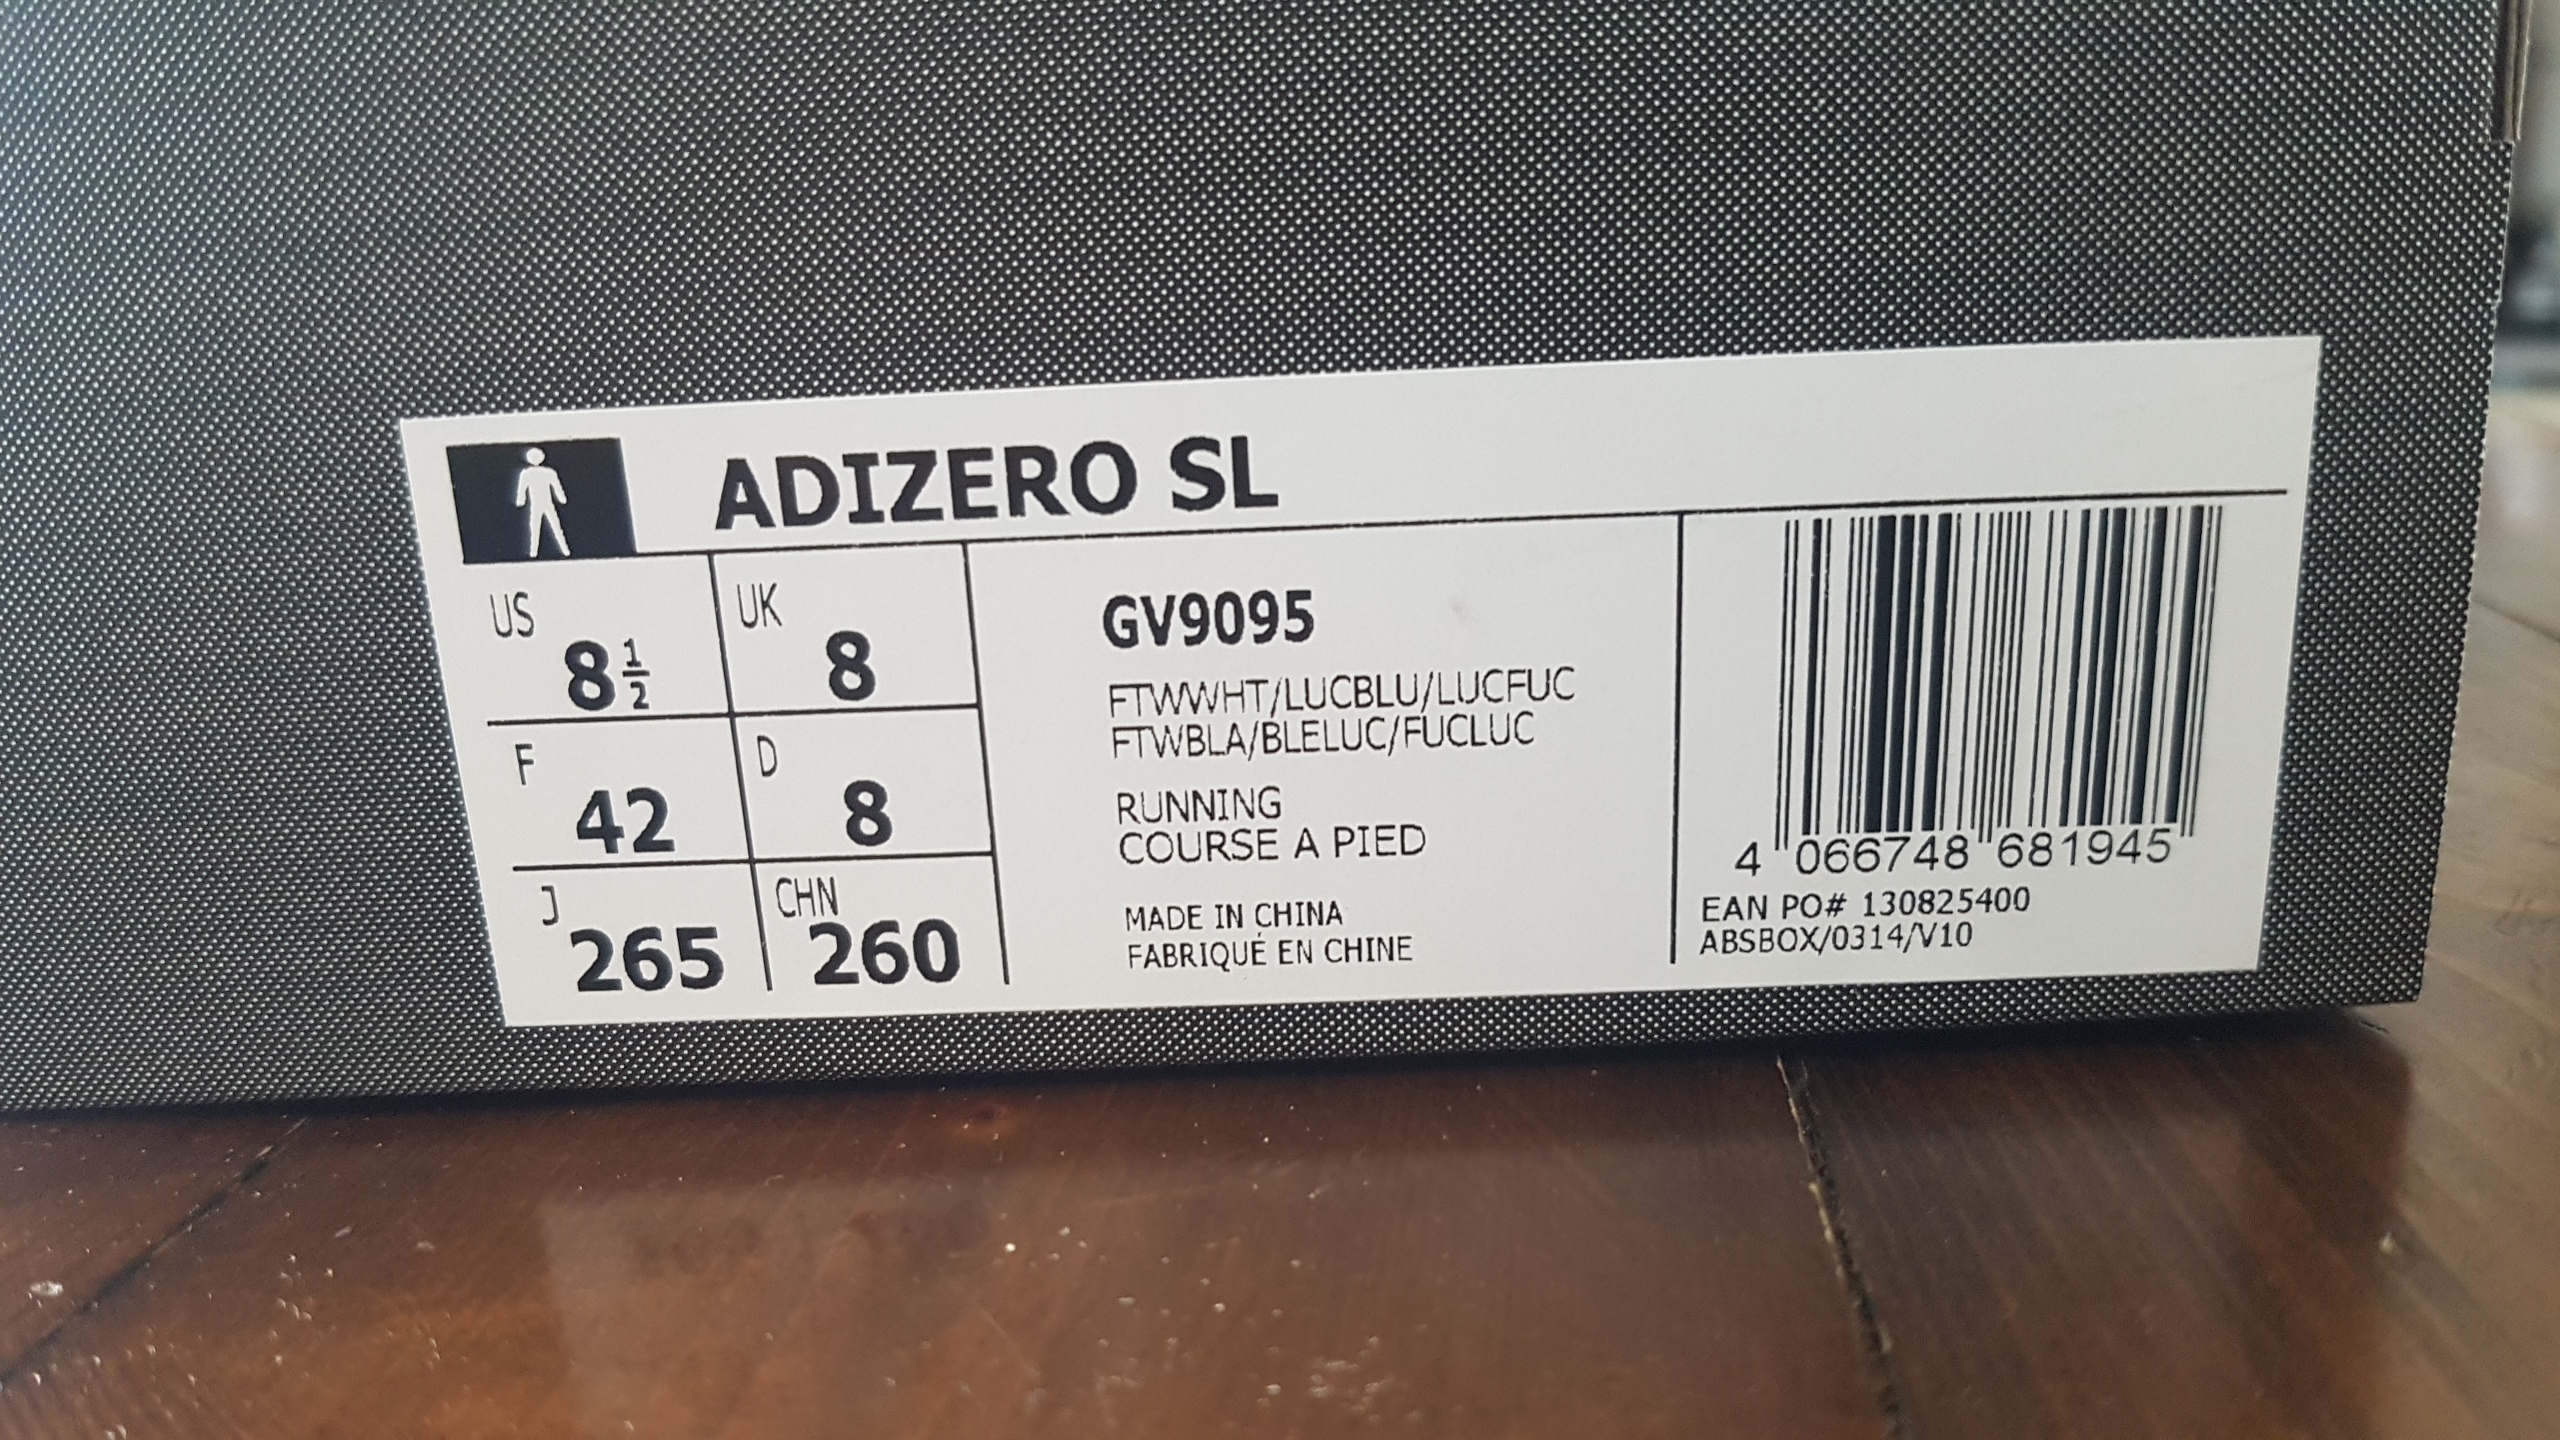 ADIZERO SL
US 8 1/2
UK 8
F 42
D 8
J 265
CHN 260
GV9095
FTWWHT/LUCBLU/LUCFUC
FTWBLA/BLELUC/FUCLUC
RUNNING
COURSE A PIED
MADE IN CHINA
FABRIQUÉ EN CHINE
4 066748 681945
EAN PO# 130825400
ABSBOX/0314/V10